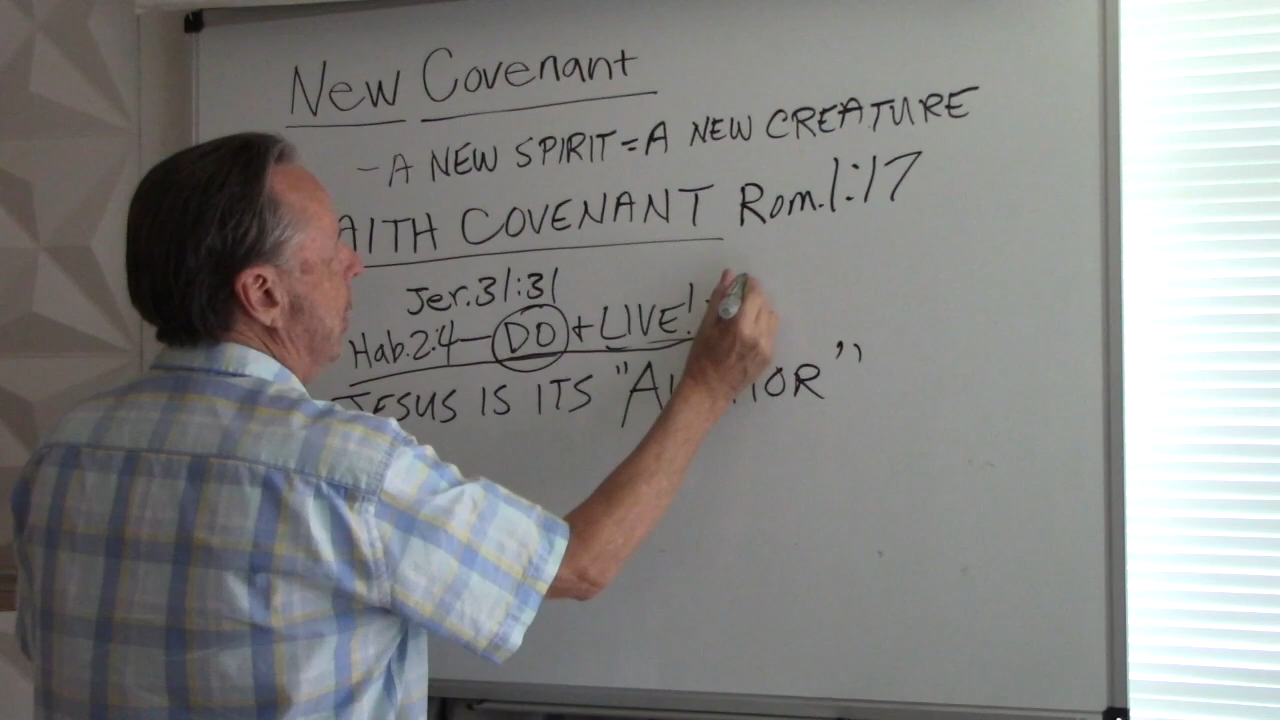 New Covenant
- A NEW SPIRIT = A NEW CREATURE
AITH COVENANT Rom. 1:17
Jer. 31:31
Hab. 2:4 — DO + LIVE!
JESUS IS ITS "